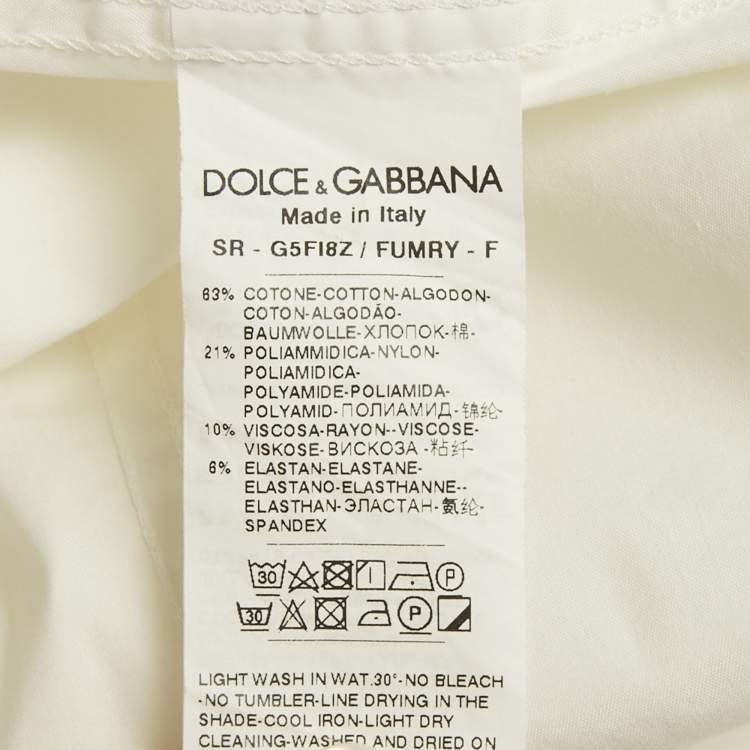 DOLCE & GABBANA
Made in Italy
SR - G5FI8Z / FUMRY - F
63% COTONE-COTTON-ALGODON-
COTON-ALGODÃO-
BAUMWOLLE-ХЛОПОК-棉-
21% POLIAMMIDICA-NYLON-
POLIAMIDICA-
POLYAMIDE-POLIAMIDA-
POLYAMID-ПОЛИАМИД-锦纶-
10% VISCOSA-RAYON--VISCOSE-
VISKOSE-ВИСКОЗА -粘纤-
6% ELASTAN-ELASTANE-
ELASTANO-ELASTHANNE--
ELASTHAN-ЭЛАСТАН-氨纶-
SPANDEX
30 P
30 P
LIGHT WASH IN WAT.30°-NO BLEACH
-NO TUMBLER-LINE DRYING IN THE
SHADE-COOL IRON-LIGHT DRY
CLEANING-WASHED AND DRIED ON